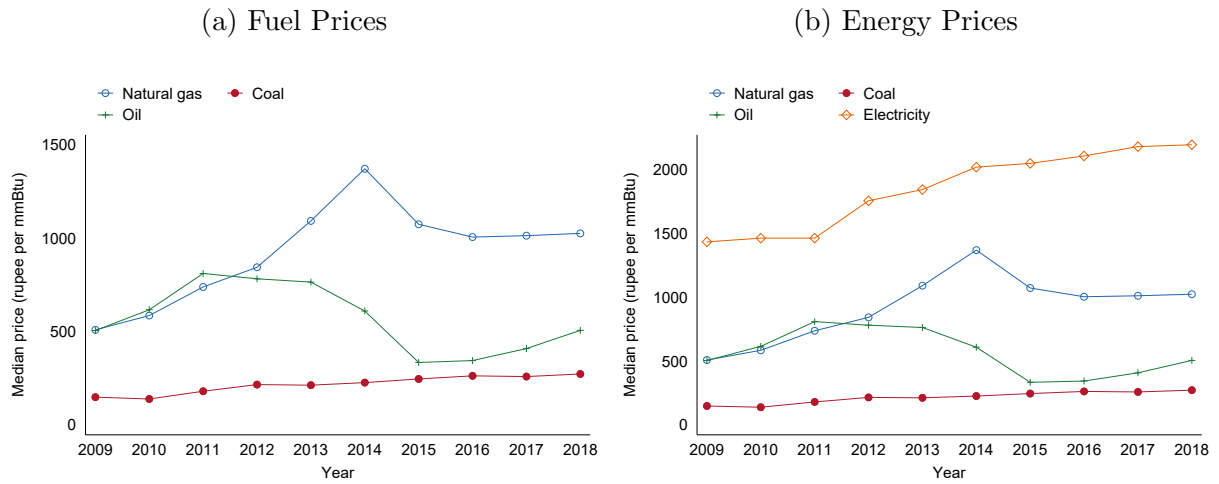 (a) Fuel Prices
Natural gas
Coal
Oil
Median price (rupee per mmBtu)
1500
1000
500
0
2009 2010 2011 2012 2013 2014 2015 2016 2017 2018
Year
(b) Energy Prices
Natural gas
Coal
Oil
Electricity
Median price (rupee per mmBtu)
2000
1500
1000
500
0
2009 2010 2011 2012 2013 2014 2015 2016 2017 2018
Year